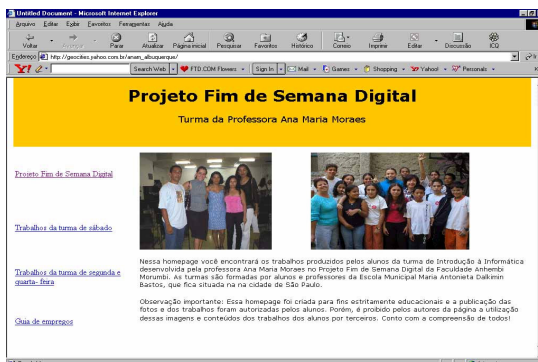 Untitled Document - Microsoft Internet Explorer
Arquivo Editar Exibir Favoritos Ferramentas Ajuda
Voltar Avançar Parar Atualizar Página inicial Pesquisar Favoritos Histórico Correio Imprimir Editar Discussão ICQ
Endereço http://geocities.yahoo.com.br/anam_albuquerque/
Y! Search Web FTD.COM Flowers Sign In Mail Games Shopping Yahoo! Personals
Projeto Fim de Semana Digital
Turma da Professora Ana Maria Moraes
Projeto Fim de Semana Digital
Trabalhos da turma de sábado
Trabalhos da turma de segunda e
quarta- feira
Guia de empregos
Nessa homepage você encontrará os trabalhos produzidos pelos alunos da turma de Introdução à Informática
desenvolvida pela professora Ana Maria Moraes no Projeto Fim de Semana Digital da Faculdade Anhembi
Morumbi. As turmas são formadas por alunos e professores da Escola Municipal Maria Antonieta Dalkimin
Bastos, que fica situada na na cidade de São Paulo.
Observação importante: Essa homepage foi criada para fins estritamente educacionais e a publicação das
fotos e dos trabalhos foram autorizadas pelos alunos. Porém, é proibido pelos autores da página a utilização
dessas imagens e conteúdos dos trabalhos dos alunos por terceiros. Conto com a compreensão de todos!